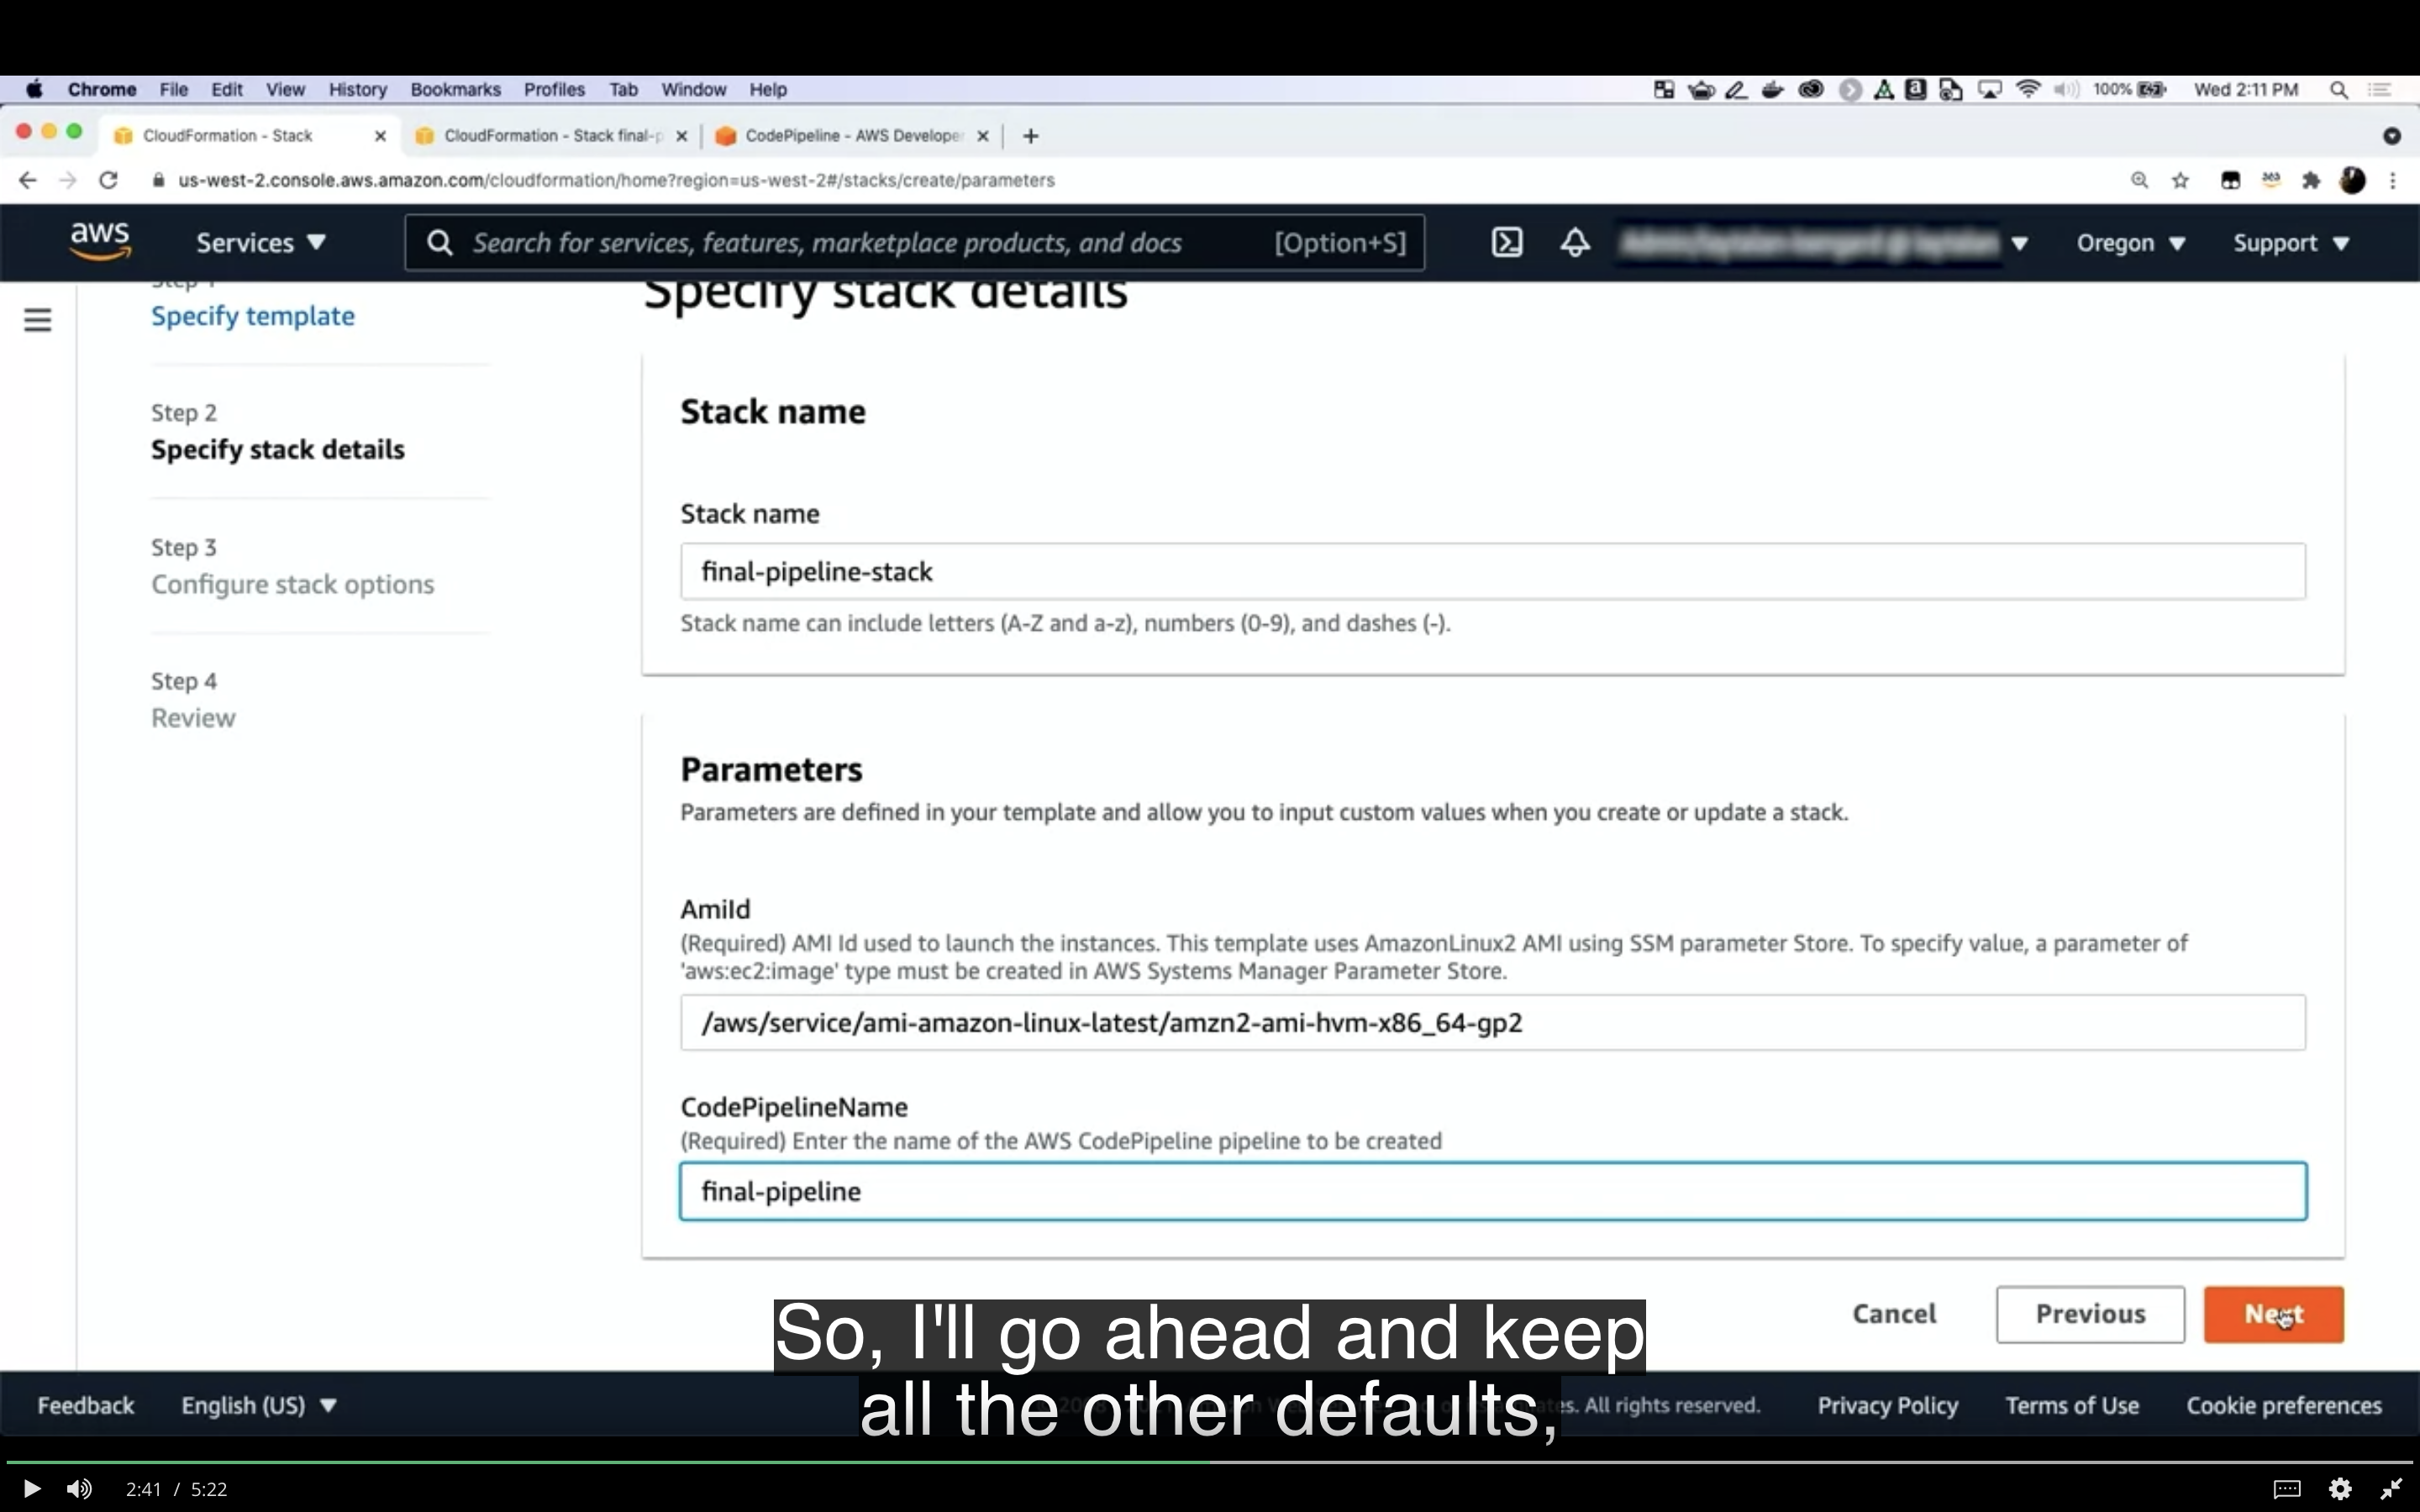 Chrome File Edit View History Bookmarks Profiles Tab Window Help 100% Wed 2:11 PM
CloudFormation - Stack CloudFormation - Stack final-p CodePipeline - AWS Developer
us-west-2.console.aws.amazon.com/cloudformation/home?region=us-west-2#/stacks/create/parameters
aws Services Search for services, features, marketplace products, and docs [Option+S] Oregon Support
Step 1
Specify template
Step 2
Specify stack details
Step 3
Configure stack options
Step 4
Review
Specify stack details
Stack name
Stack name
final-pipeline-stack
Stack name can include letters (A-Z and a-z), numbers (0-9), and dashes (-).
Parameters
Parameters are defined in your template and allow you to input custom values when you create or update a stack.
AmiId
(Required) AMI Id used to launch the instances. This template uses AmazonLinux2 AMI using SSM parameter Store. To specify value, a parameter of
'aws:ec2:image' type must be created in AWS Systems Manager Parameter Store.
/aws/service/ami-amazon-linux-latest/amzn2-ami-hvm-x86_64-gp2
CodePipelineName
(Required) Enter the name of the AWS CodePipeline pipeline to be created
final-pipeline
Cancel Previous Next
So, I'll go ahead and keep
all the other defaults,
Feedback English (US) All rights reserved. Privacy Policy Terms of Use Cookie preferences
2:41 / 5:22